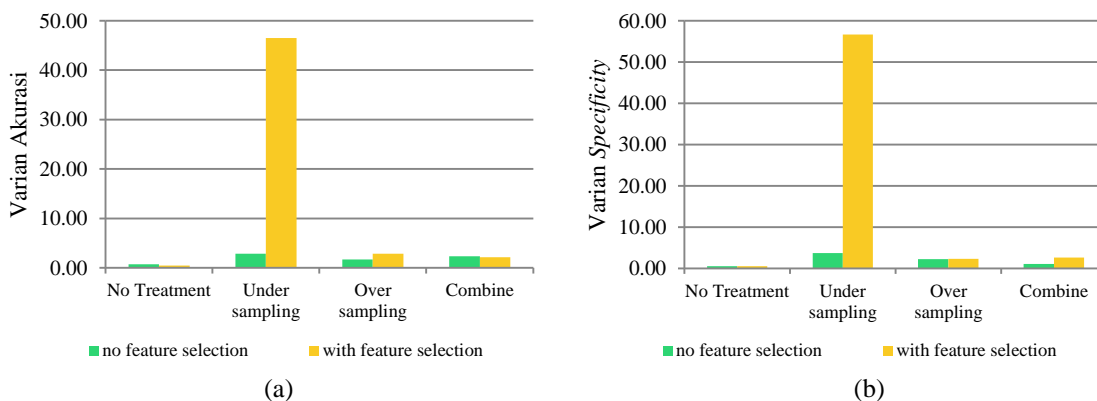 50.00
40.00
30.00
20.00
10.00
0.00
Varian Akurasi
No Treatment
Under
sampling
Over
sampling
Combine
no feature selection
with feature selection
(a)
60.00
50.00
40.00
30.00
20.00
10.00
0.00
Varian Specificity
No Treatment
Under
sampling
Over
sampling
Combine
no feature selection
with feature selection
(b)